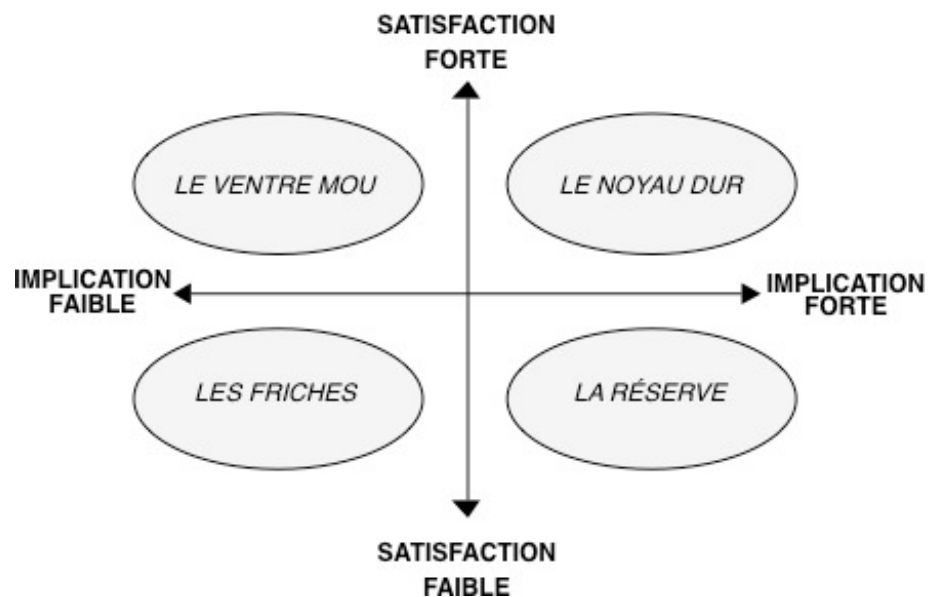 SATISFACTION
FORTE
LE VENTRE MOU
LE NOYAU DUR
IMPLICATION
FAIBLE
IMPLICATION
FORTE
LES FRICHES
LA RÉSERVE
SATISFACTION
FAIBLE